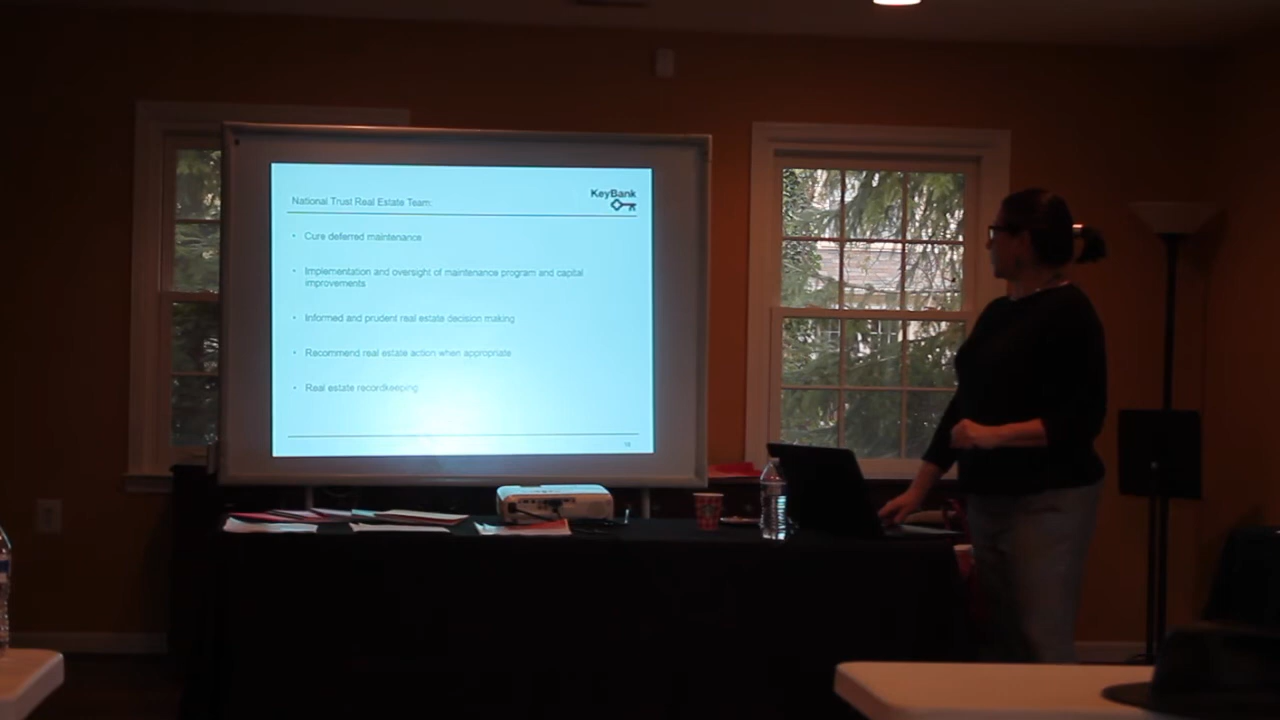 KeyBank
National Trust Real Estate Team:
• Cure deferred maintenance
• Implementation and oversight of maintenance program and capital
improvements
• Informed and prudent real estate decision making
• Recommend real estate action when appropriate
• Real estate recordkeeping